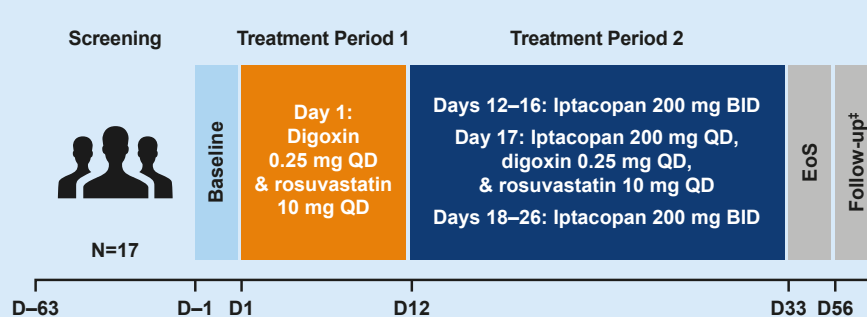 Screening
Treatment Period 1
Treatment Period 2
N=17
Baseline
Day 1:
Digoxin
0.25 mg QD
& rosuvastatin
10 mg QD
Days 12–16: Iptacopan 200 mg BID
Day 17: Iptacopan 200 mg QD,
digoxin 0.25 mg QD,
& rosuvastatin 10 mg QD
Days 18–26: Iptacopan 200 mg BID
EoS
Follow-up‡
D–63
D–1
D1
D12
D33
D56